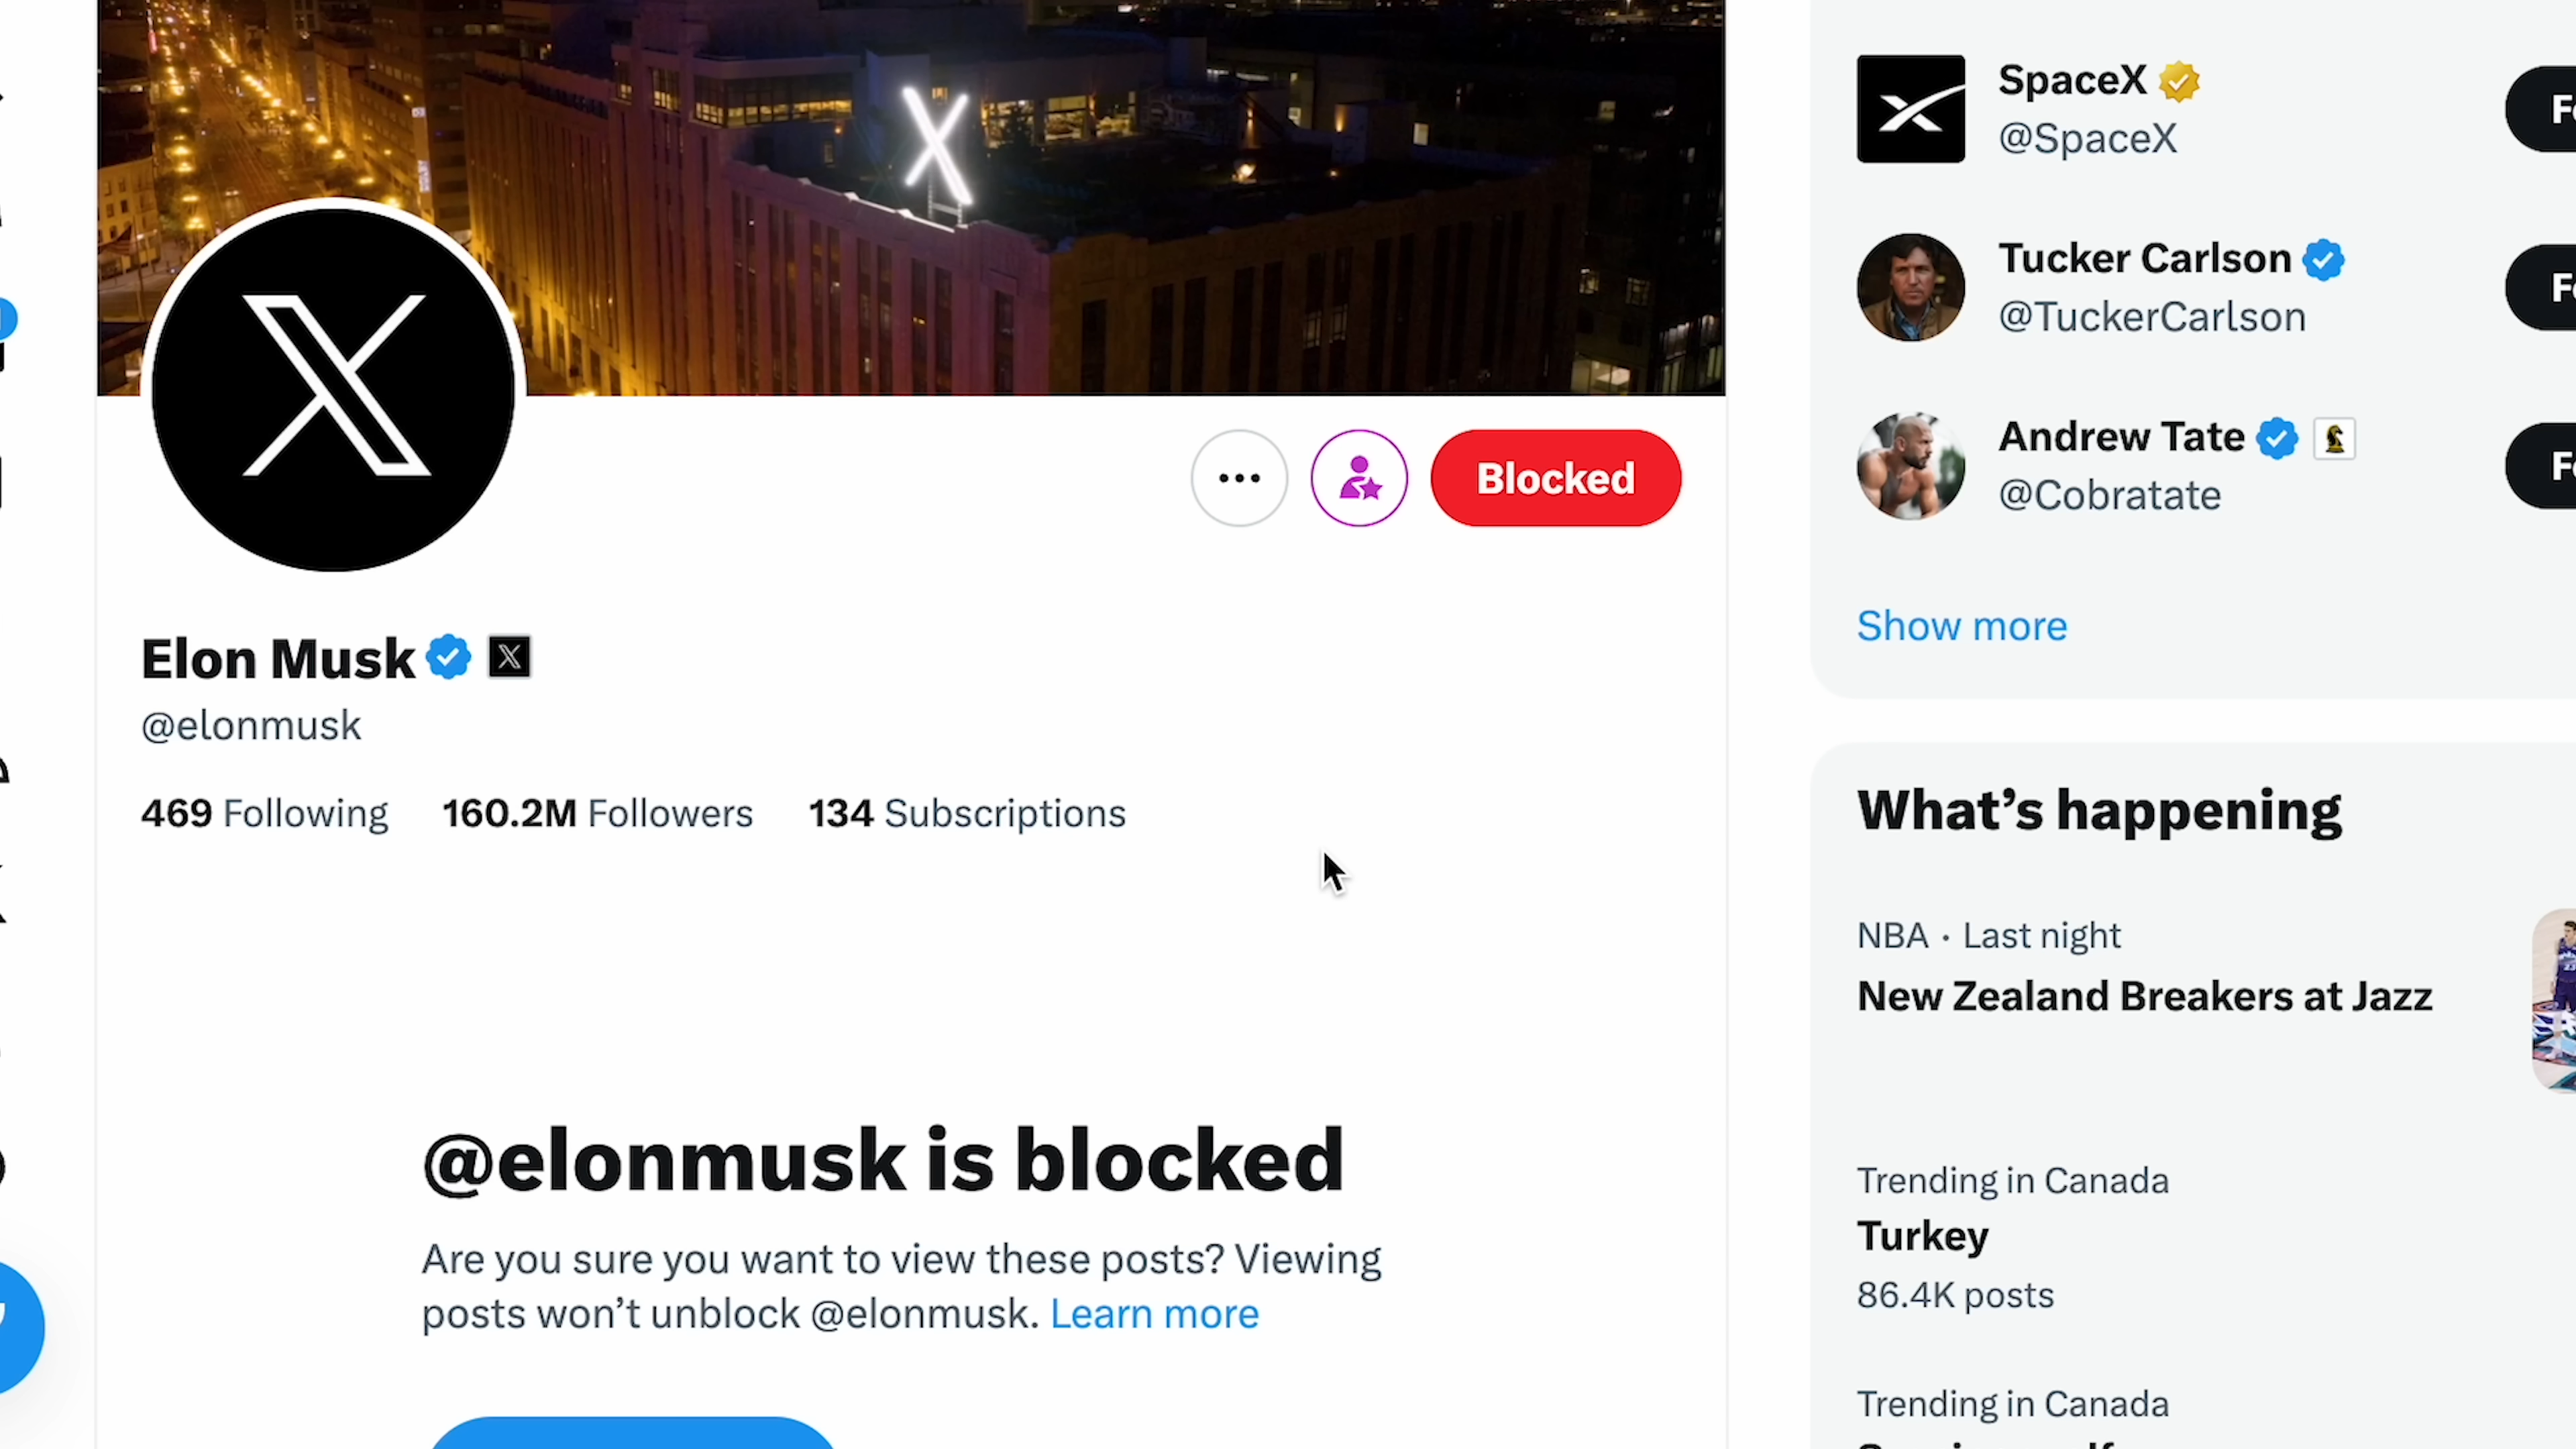 SpaceX
@SpaceX
Tucker Carlson
@TuckerCarlson
Andrew Tate
@Cobratate
Show more
Blocked
Elon Musk
@elonmusk
469 Following 160.2M Followers 134 Subscriptions
@elonmusk is blocked
Are you sure you want to view these posts? Viewing
posts won’t unblock @elonmusk. Learn more
What’s happening
NBA · Last night
New Zealand Breakers at Jazz
Trending in Canada
Turkey
86.4K posts
Trending in Canada